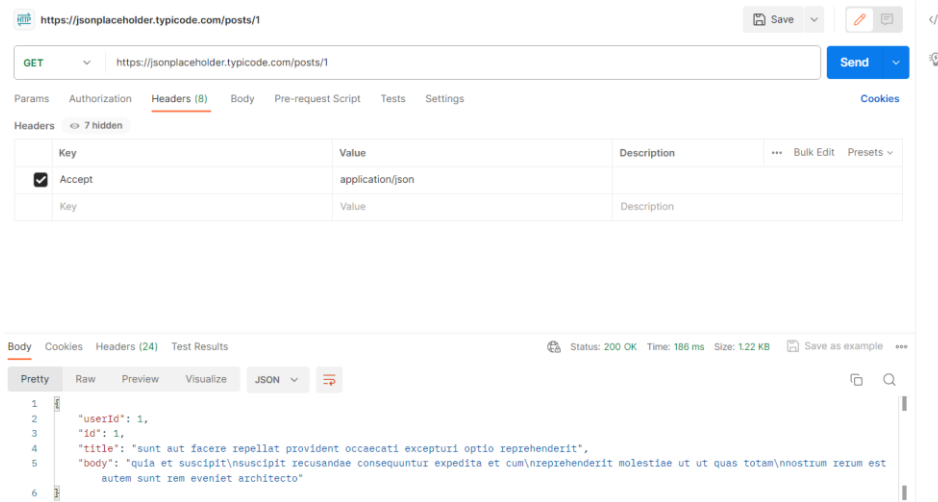 HTTP https://jsonplaceholder.typicode.com/posts/1 Save
GET https://jsonplaceholder.typicode.com/posts/1 Send
Params Authorization Headers (8) Body Pre-request Script Tests Settings Cookies
Headers 7 hidden
Key Value Description ••• Bulk Edit Presets
Accept application/json
Key Value Description
Body Cookies Headers (24) Test Results Status: 200 OK Time: 186 ms Size: 1.22 KB Save as example
Pretty Raw Preview Visualize JSON
1 {
2 "userId": 1,
3 "id": 1,
4 "title": "sunt aut facere repellat provident occaecati excepturi optio reprehenderit",
5 "body": "quia et suscipit\nsuscipit recusandae consequuntur expedita et cum\nreprehenderit molestiae ut ut quas totam\nnostrum rerum est
autem sunt rem eveniet architecto"
6 }